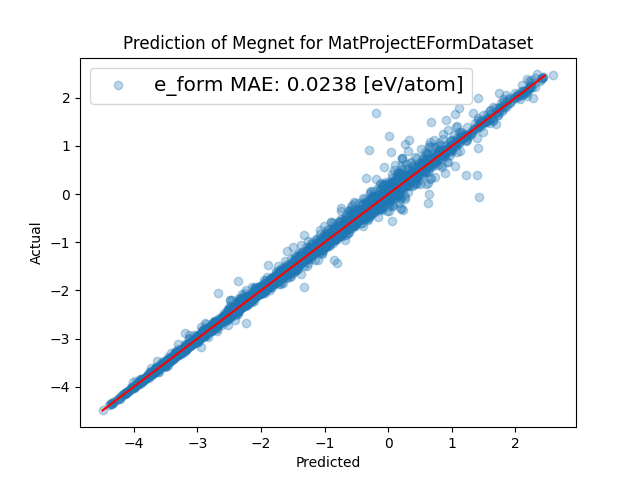 Prediction of Megnet for MatProjectEFormDataset
e_form MAE: 0.0238 [eV/atom]
2
1
0
−1
−2
−3
−4
Actual
−4 −3 −2 −1 0 1 2
Predicted